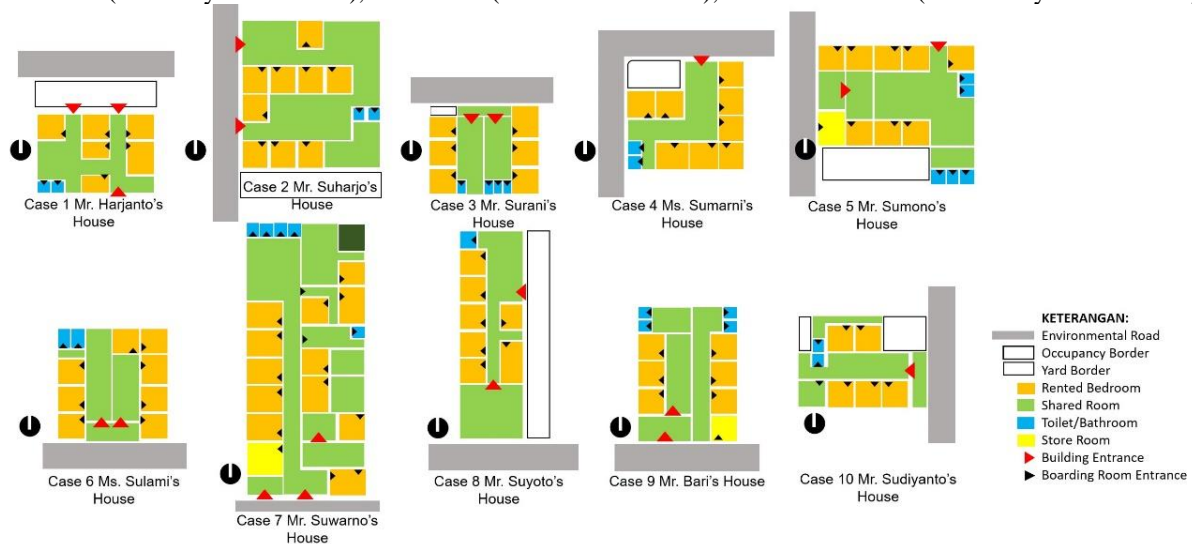 Case 1 Mr. Harjanto's
House
Case 2 Mr. Suharjo's
House
Case 3 Mr. Surani's
House
Case 4 Ms. Sumarni's
House
Case 5 Mr. Sumono's
House
Case 6 Ms. Sulami's
House
Case 7 Mr. Suwarno's
House
Case 8 Mr. Suyoto's
House
Case 9 Mr. Bari's House
Case 10 Mr. Sudiyanto's
House
KETERANGAN:
Environmental Road
Occupancy Border
Yard Border
Rented Bedroom
Shared Room
Toilet/Bathroom
Store Room
Building Entrance
Boarding Room Entrance